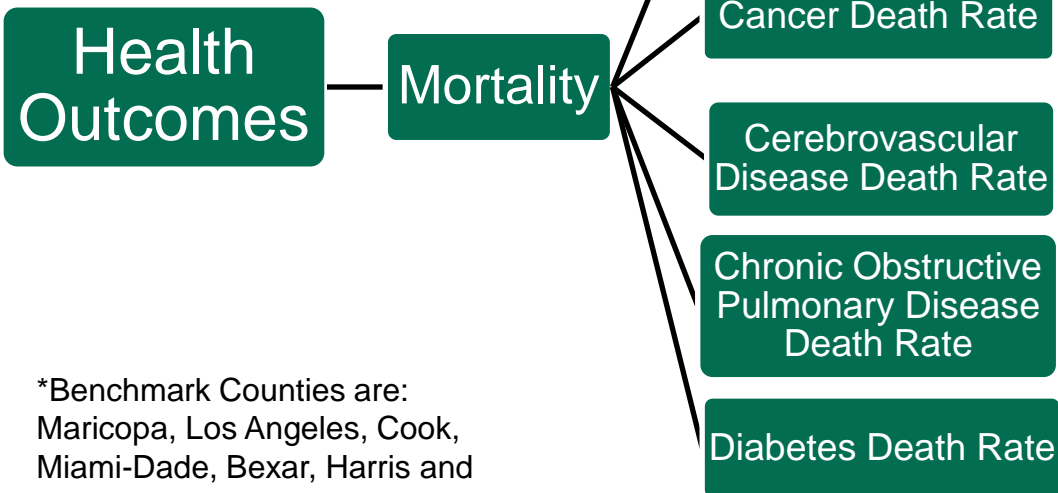 Health
Outcomes
Mortality
Cancer Death Rate
Cerebrovascular
Disease Death Rate
Chronic Obstructive
Pulmonary Disease
Death Rate
Diabetes Death Rate
*Benchmark Counties are:
Maricopa, Los Angeles, Cook,
Miami-Dade, Bexar, Harris and